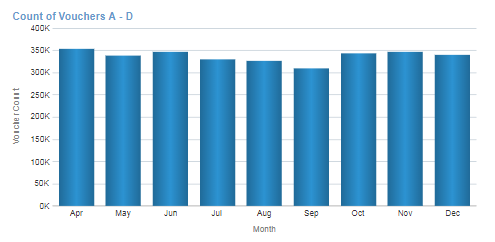 Count of Vouchers A - D
Voucher Count
400K
350K
300K
250K
200K
150K
100K
50K
0K
Apr May Jun Jul Aug Sep Oct Nov Dec
Month